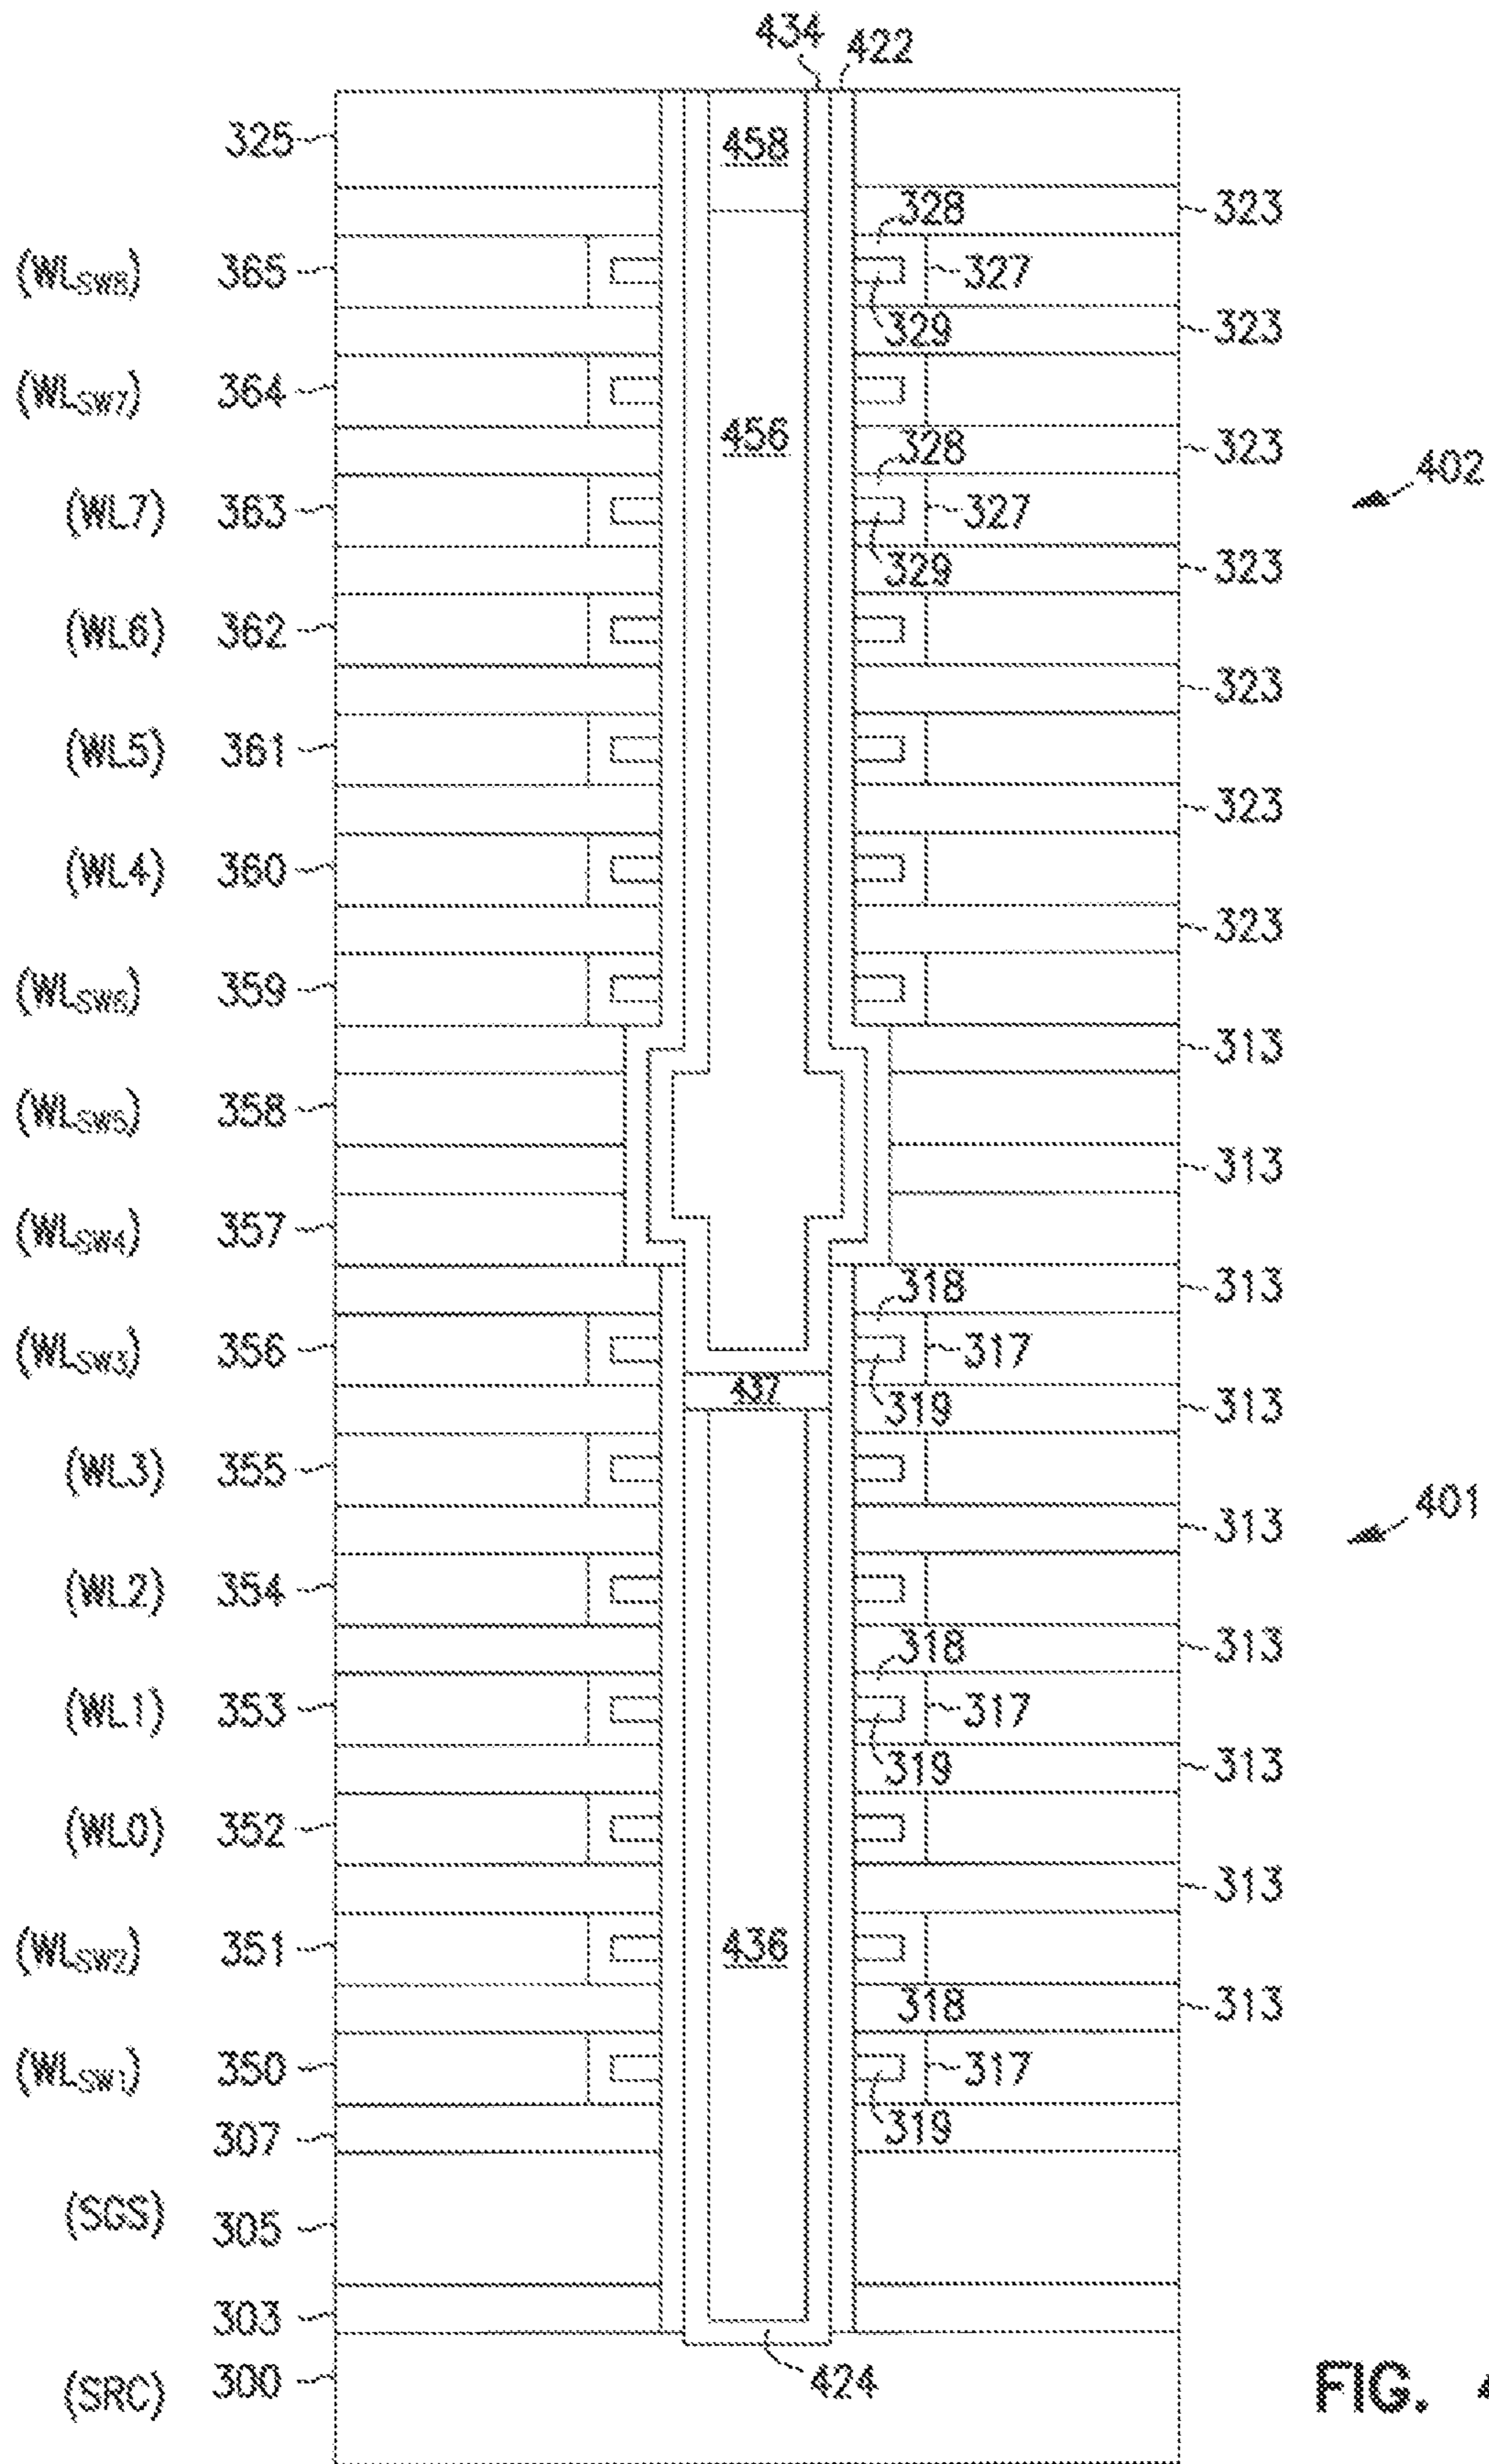 434 422
325
458
323
328
(WLSW8) 365
327
329
323
(WLSW7) 364
456
323
328
402
(WL7) 363
327
329
323
(WL6) 362
323
(WL5) 361
323
(WL4) 360
323
(WLSW6) 359
313
(WLSW5) 358
313
(WLSW4) 357
313
318
(WLSW3) 356
317
437
319
313
(WL3) 355
401
313
(WL2) 354
313
318
(WL1) 353
317
319
313
(WL0) 352
313
(WLSW2) 351
436
318
313
(WLSW1) 350
317
307
319
(SGS) 305
303
(SRC) 300
424
FIG. 4